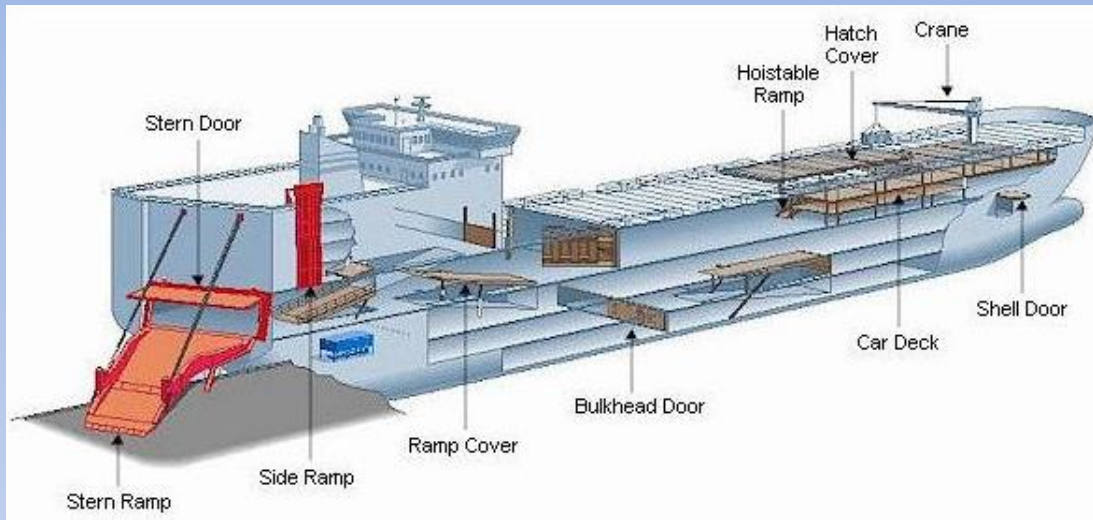 Crane
Hatch
Cover
Hoistable
Ramp
Stern Door
Shell Door
Car Deck
Bulkhead Door
Ramp Cover
Side Ramp
Stern Ramp